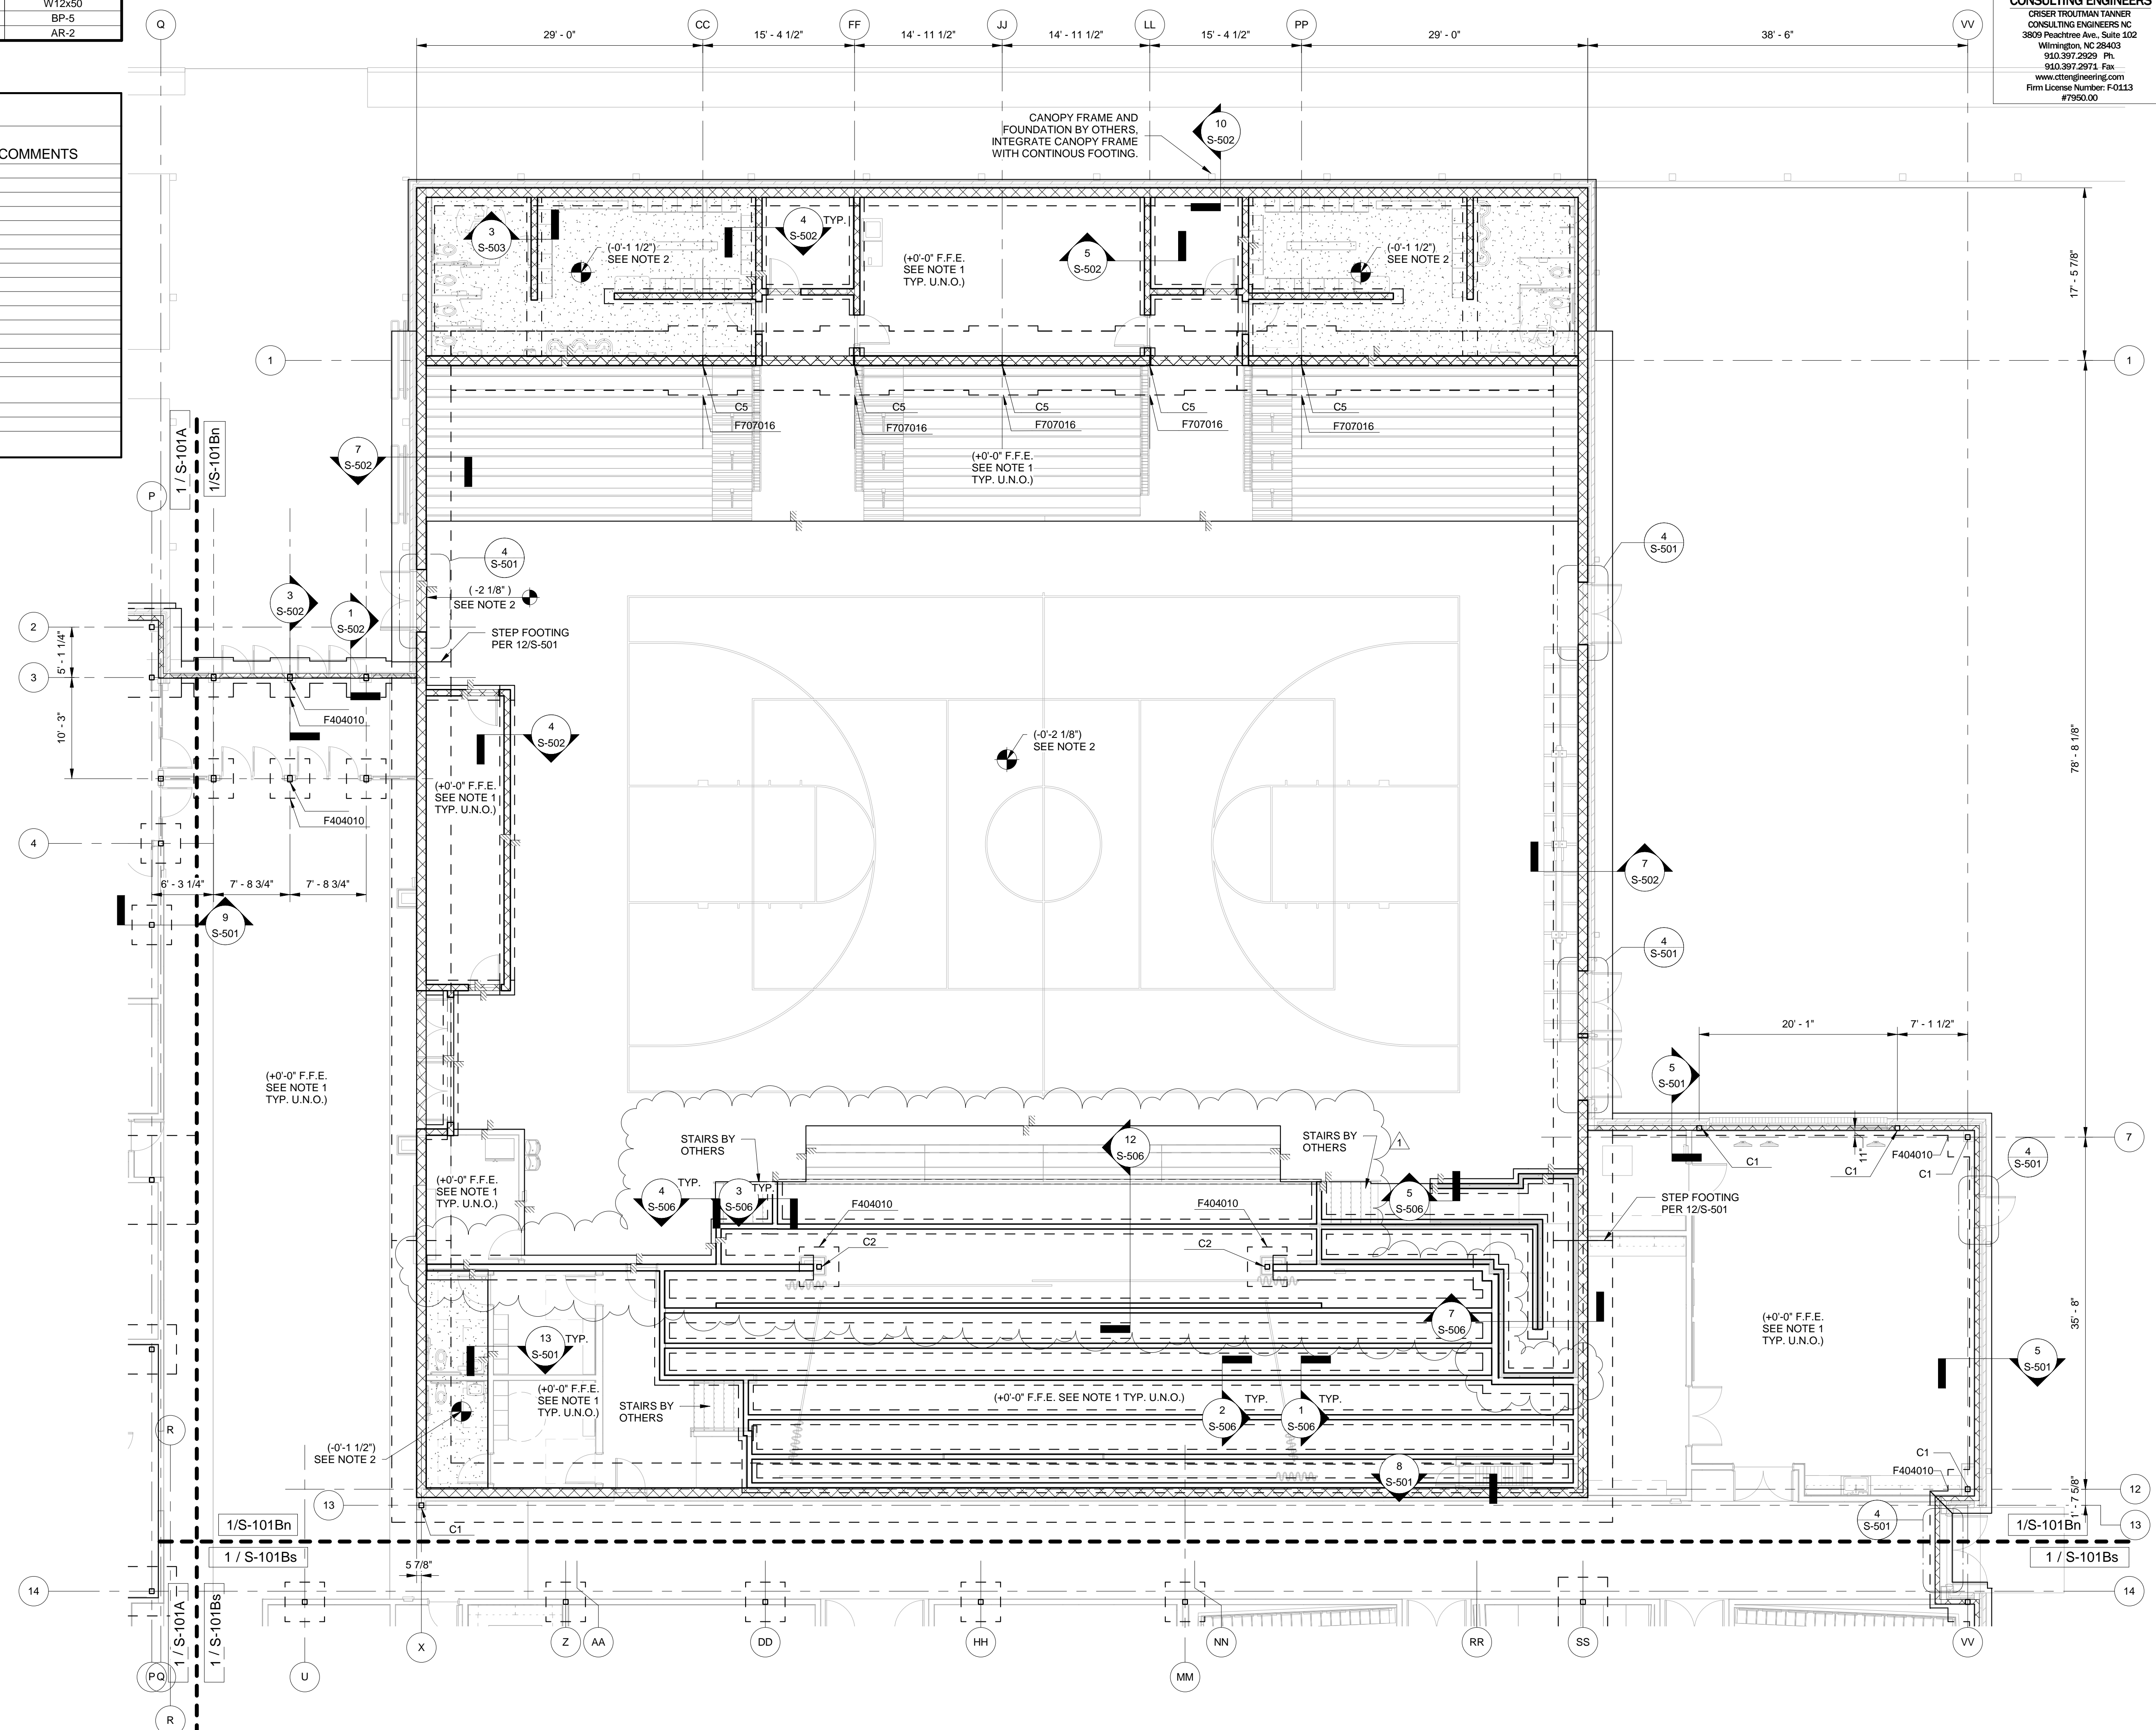 W12x50
BP-5
AR-2
COMMENTS
CONSULTING ENGINEERS
CRISER TROUTMAN TANNER
CONSULTING ENGINEERS NC
3809 Peachtree Ave., Suite 102
Wilmington, NC 28403
910.397.2929 Ph.
910.397.2971 Fax
www.cttengineering.com
Firm License Number: F-0113
#7950.00
Q
CC
FF
JJ
LL
PP
VV
29' - 0"
15' - 4 1/2"
14' - 11 1/2"
14' - 11 1/2"
15' - 4 1/2"
29' - 0"
38' - 6"
CANOPY FRAME AND
FOUNDATION BY OTHERS,
INTEGRATE CANOPY FRAME
WITH CONTINOUS FOOTING.
10
S-502
3
S-503
(-0'-1 1/2")
SEE NOTE 2
4
S-502
TYP.
(+0'-0" F.F.E.
SEE NOTE 1
TYP. U.N.O.)
5
S-502
(-0'-1 1/2")
SEE NOTE 2
17' - 5 7/8"
1
1
C5
F707016
C5
F707016
C5
F707016
C5
F707016
C5
F707016
1 / S-101A
1/S-101Bn
7
S-502
(+0'-0" F.F.E.
SEE NOTE 1
TYP. U.N.O.)
P
4
S-501
4
S-501
( -2 1/8" )
SEE NOTE 2
3
S-502
1
S-502
STEP FOOTING
PER 12/S-501
2
5' - 1 1/4"
3
F404010
10' - 3"
4
S-502
(-0'-2 1/8")
SEE NOTE 2
78' - 8 1/8"
(+0'-0" F.F.E.
SEE NOTE 1
TYP. U.N.O.)
F404010
4
7
S-502
6' - 3 1/4"
7' - 8 3/4"
7' - 8 3/4"
9
S-501
4
S-501
20' - 1"
7' - 1 1/2"
(+0'-0" F.F.E.
SEE NOTE 1
TYP. U.N.O.)
5
S-501
STAIRS BY
OTHERS
12
S-506
STAIRS BY
OTHERS
1
7
11"
C1
C1
F404010
C1
4
S-501
(+0'-0" F.F.E.
SEE NOTE 1
TYP. U.N.O.)
4
S-506
TYP.
3
S-506
TYP.
F404010
C2
F404010
C2
5
S-506
STEP FOOTING
PER 12/S-501
7
S-506
(+0'-0" F.F.E.
SEE NOTE 1
TYP. U.N.O.)
35' - 8"
13
S-501
TYP.
5
S-501
(+0'-0" F.F.E.
SEE NOTE 1
TYP. U.N.O.)
STAIRS BY
OTHERS
(+0'-0" F.F.E. SEE NOTE 1 TYP. U.N.O.)
2
S-506
TYP.
1
S-506
TYP.
R
(-0'-1 1/2")
SEE NOTE 2
8
S-501
C1
F404010
12
1' - 7 5/8"
13
13
C1
4
S-501
1/S-101Bn
1/S-101Bn
1 / S-101Bs
1 / S-101Bs
5 7/8"
14
14
1 / S-101A
1 / S-101Bs
X
Z
AA
DD
HH
NN
RR
SS
VV
P
Q
U
MM
R